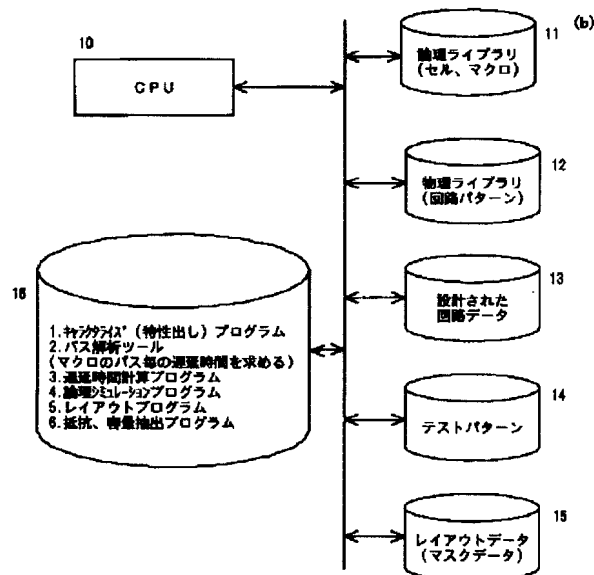 10
CPU
11
(b)
論理ライブラリ
(セル、マクロ)
12
物理ライブラリ
(回路パターン)
13
設計された
回路データ
14
テストパターン
15
レイアウトデータ
(マスクデータ)
16
1.ｷｬﾗｸﾀﾗｲｽﾞ(特性出し)プログラム
2.パス解析ツール
(マクロのパス毎の遅延時間を求める)
3.遅延時間計算プログラム
4.論理シミュレーションプログラム
5.レイアウトプログラム
6.抵抗、容量抽出プログラム